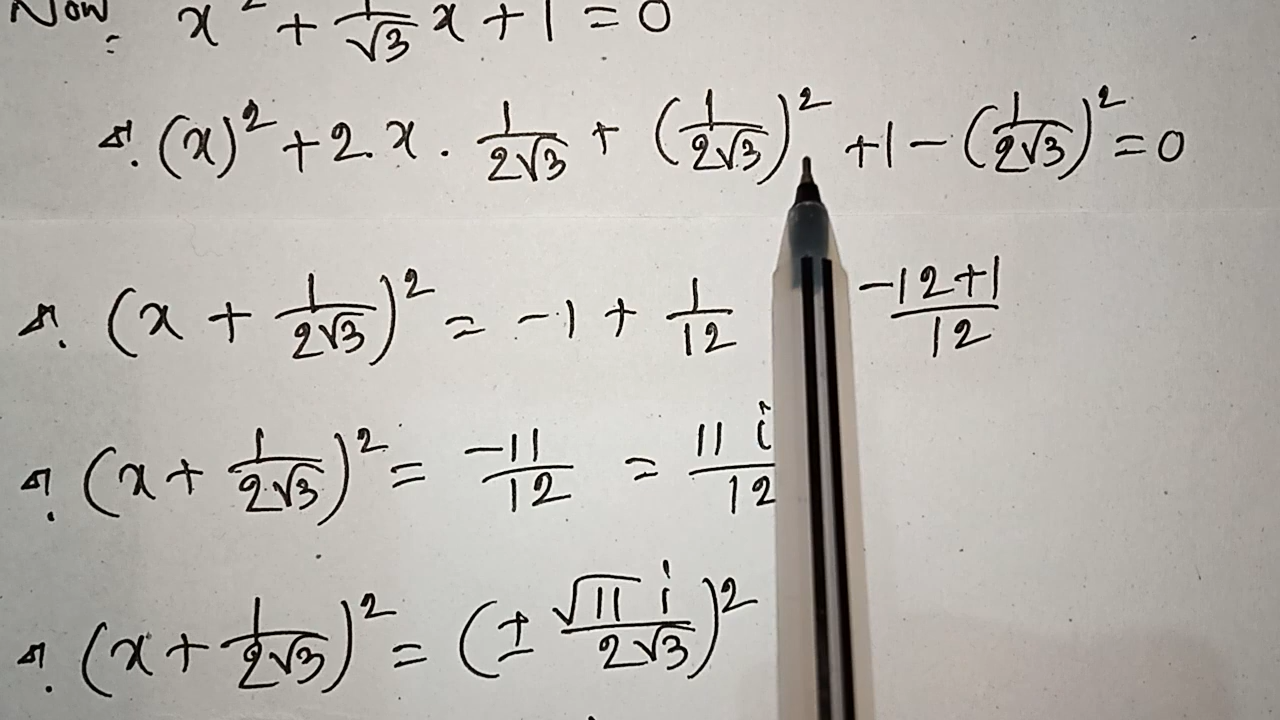 Now: x² + 1/√3 x + 1 = 0
বা. (x)² + 2.x. 1/2√3 + (1/2√3)² + 1 - (1/2√3)² = 0
বা. (x + 1/2√3)² = -1 + 1/12 -12+1/12
বা. (x + 1/2√3)² = -11/12 = 11 i/12
বা. (x + 1/2√3)² = (± √11 i/2√3)²